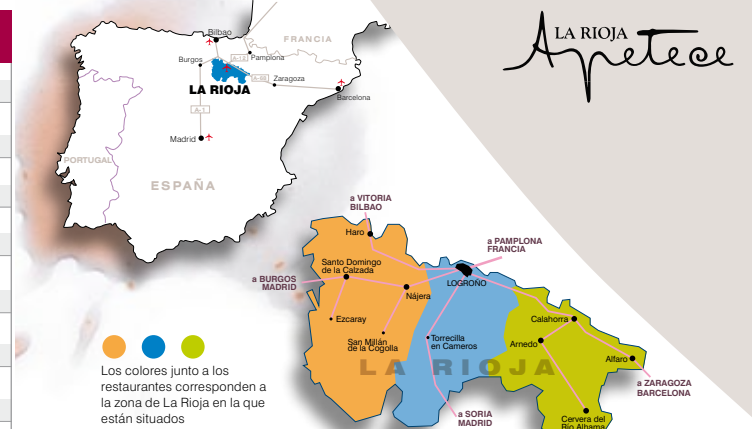 LA RIOJA
Apetece
FRANCIA
Bilbao
A-12
Pamplona
Burgos
A-68
Zaragoza
LA RIOJA
Barcelona
A-1
Madrid
PORTUGAL
ESPAÑA
a VITORIA
BILBAO
Haro
a PAMPLONA
FRANCIA
Santo Domingo
de la Calzada
a BURGOS
MADRID
LOGROÑO
Nájera
Ezcaray
San Millán
de la Cogolla
Torrecilla
en Cameros
Calahorra
Arnedo
Alfaro
LA RIOJA
a ZARAGOZA
BARCELONA
a SORIA
MADRID
Cervera del
Río Alhama
Los colores junto a los
restaurantes corresponden a
la zona de La Rioja en la que
están situados